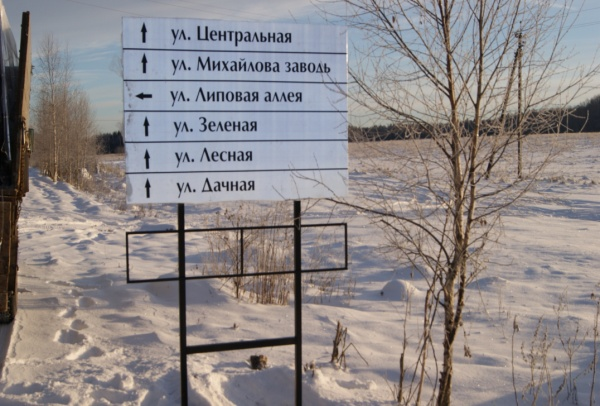 ул. Центральная
ул. Михайлова заводь
ул. Липовая аллея
ул. Зеленая
ул. Лесная
ул. Дачная